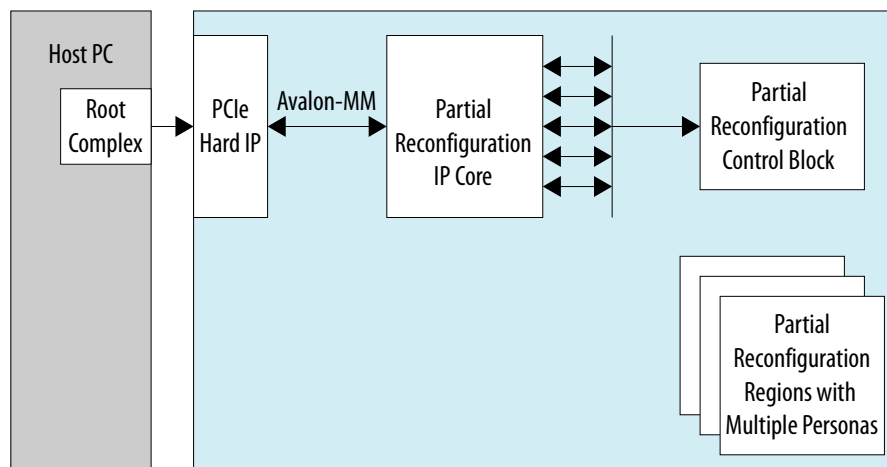 Host PC
Root
Complex
PCIe
Hard IP
Avalon-MM
Partial
Reconfiguration
IP Core
Partial
Reconfiguration
Control Block
Partial
Reconfiguration
Regions with
Multiple Personas